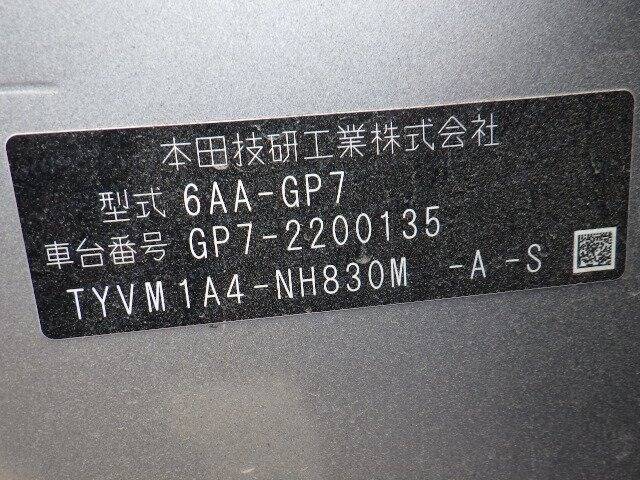 本田技研工業株式会社
型式 6AA-GP7
車台番号 GP7-2200135
TYVM1A4-NH830M -A -S